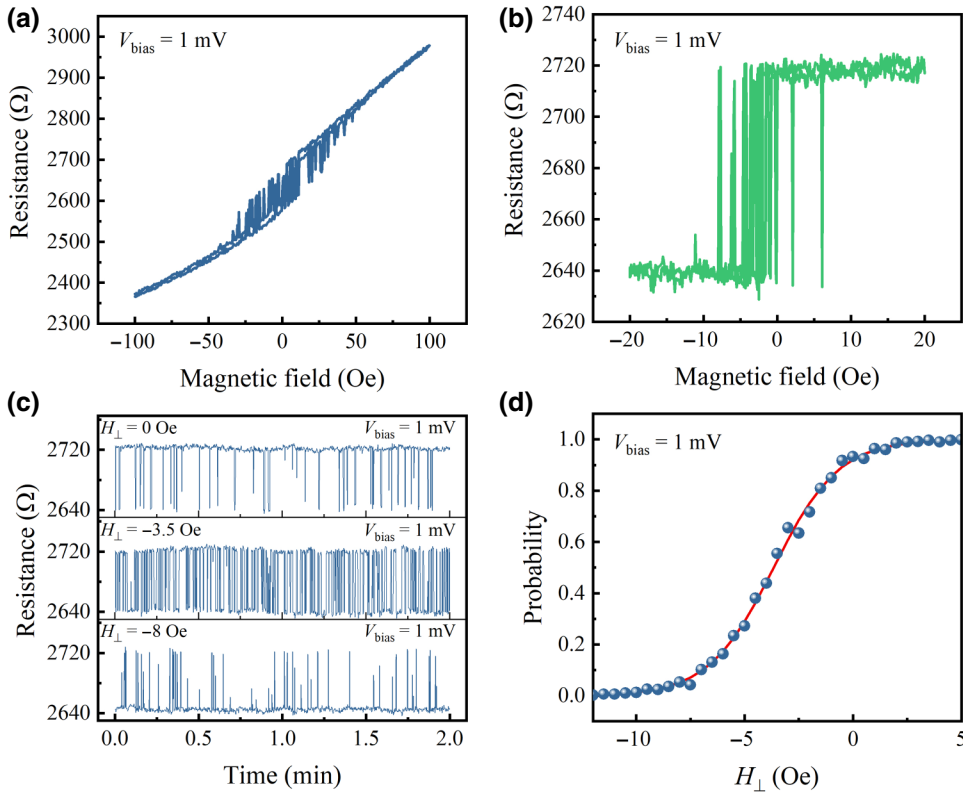 (a)
V_bias = 1 mV
3000
2900
2800
2700
2600
2500
2400
2300
Resistance (Ω)
−100 −50 0 50 100
Magnetic field (Oe)
(b)
V_bias = 1 mV
2740
2720
2700
2680
2660
2640
2620
Resistance (Ω)
−20 −10 0 10 20
Magnetic field (Oe)
(c)
H⊥ = 0 Oe V_bias = 1 mV
2720
2640
H⊥ = −3.5 Oe V_bias = 1 mV
2720
2640
H⊥ = −8 Oe V_bias = 1 mV
2720
2640
Resistance (Ω)
0.0 0.5 1.0 1.5 2.0
Time (min)
(d)
V_bias = 1 mV
1.0
0.8
0.6
0.4
0.2
0.0
Probability
−10 −5 0 5
H⊥ (Oe)